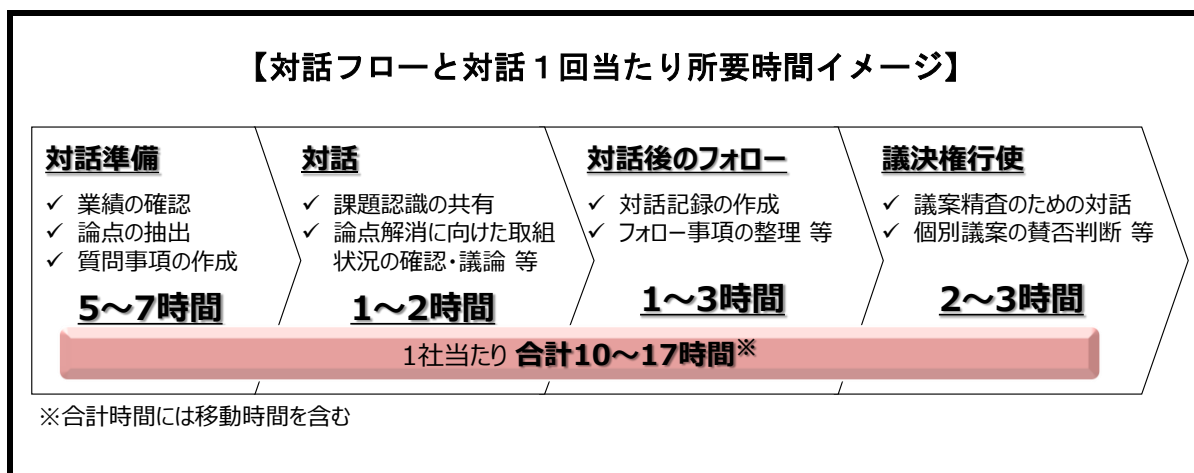 【対話フローと対話１回当たり所要時間イメージ】
対話準備
✓ 業績の確認
✓ 論点の抽出
✓ 質問事項の作成
5～7時間
対話
✓ 課題認識の共有
✓ 論点解消に向けた取組
状況の確認・議論 等
1～2時間
対話後のフォロー
✓ 対話記録の作成
✓ フォロー事項の整理 等
1～3時間
議決権行使
✓ 議案精査のための対話
✓ 個別議案の賛否判断 等
2～3時間
1社当たり 合計10～17時間※
※合計時間には移動時間を含む